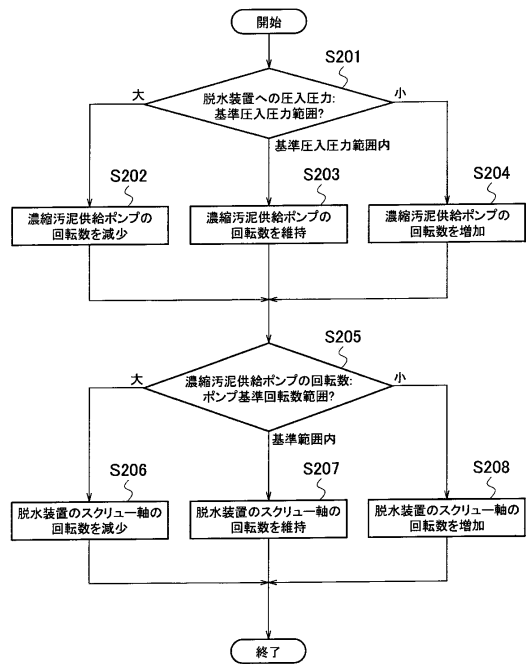 開始
S201
脱水装置への圧入圧力:
基準圧入圧力範囲?
大
小
基準圧入圧力範囲内
S202
濃縮汚泥供給ポンプの
回転数を減少
S203
濃縮汚泥供給ポンプの
回転数を維持
S204
濃縮汚泥供給ポンプの
回転数を増加
S205
濃縮汚泥供給ポンプの回転数:
ポンプ基準回転数範囲?
大
小
基準範囲内
S206
脱水装置のスクリュー軸の
回転数を減少
S207
脱水装置のスクリュー軸の
回転数を維持
S208
脱水装置のスクリュー軸の
回転数を増加
終了